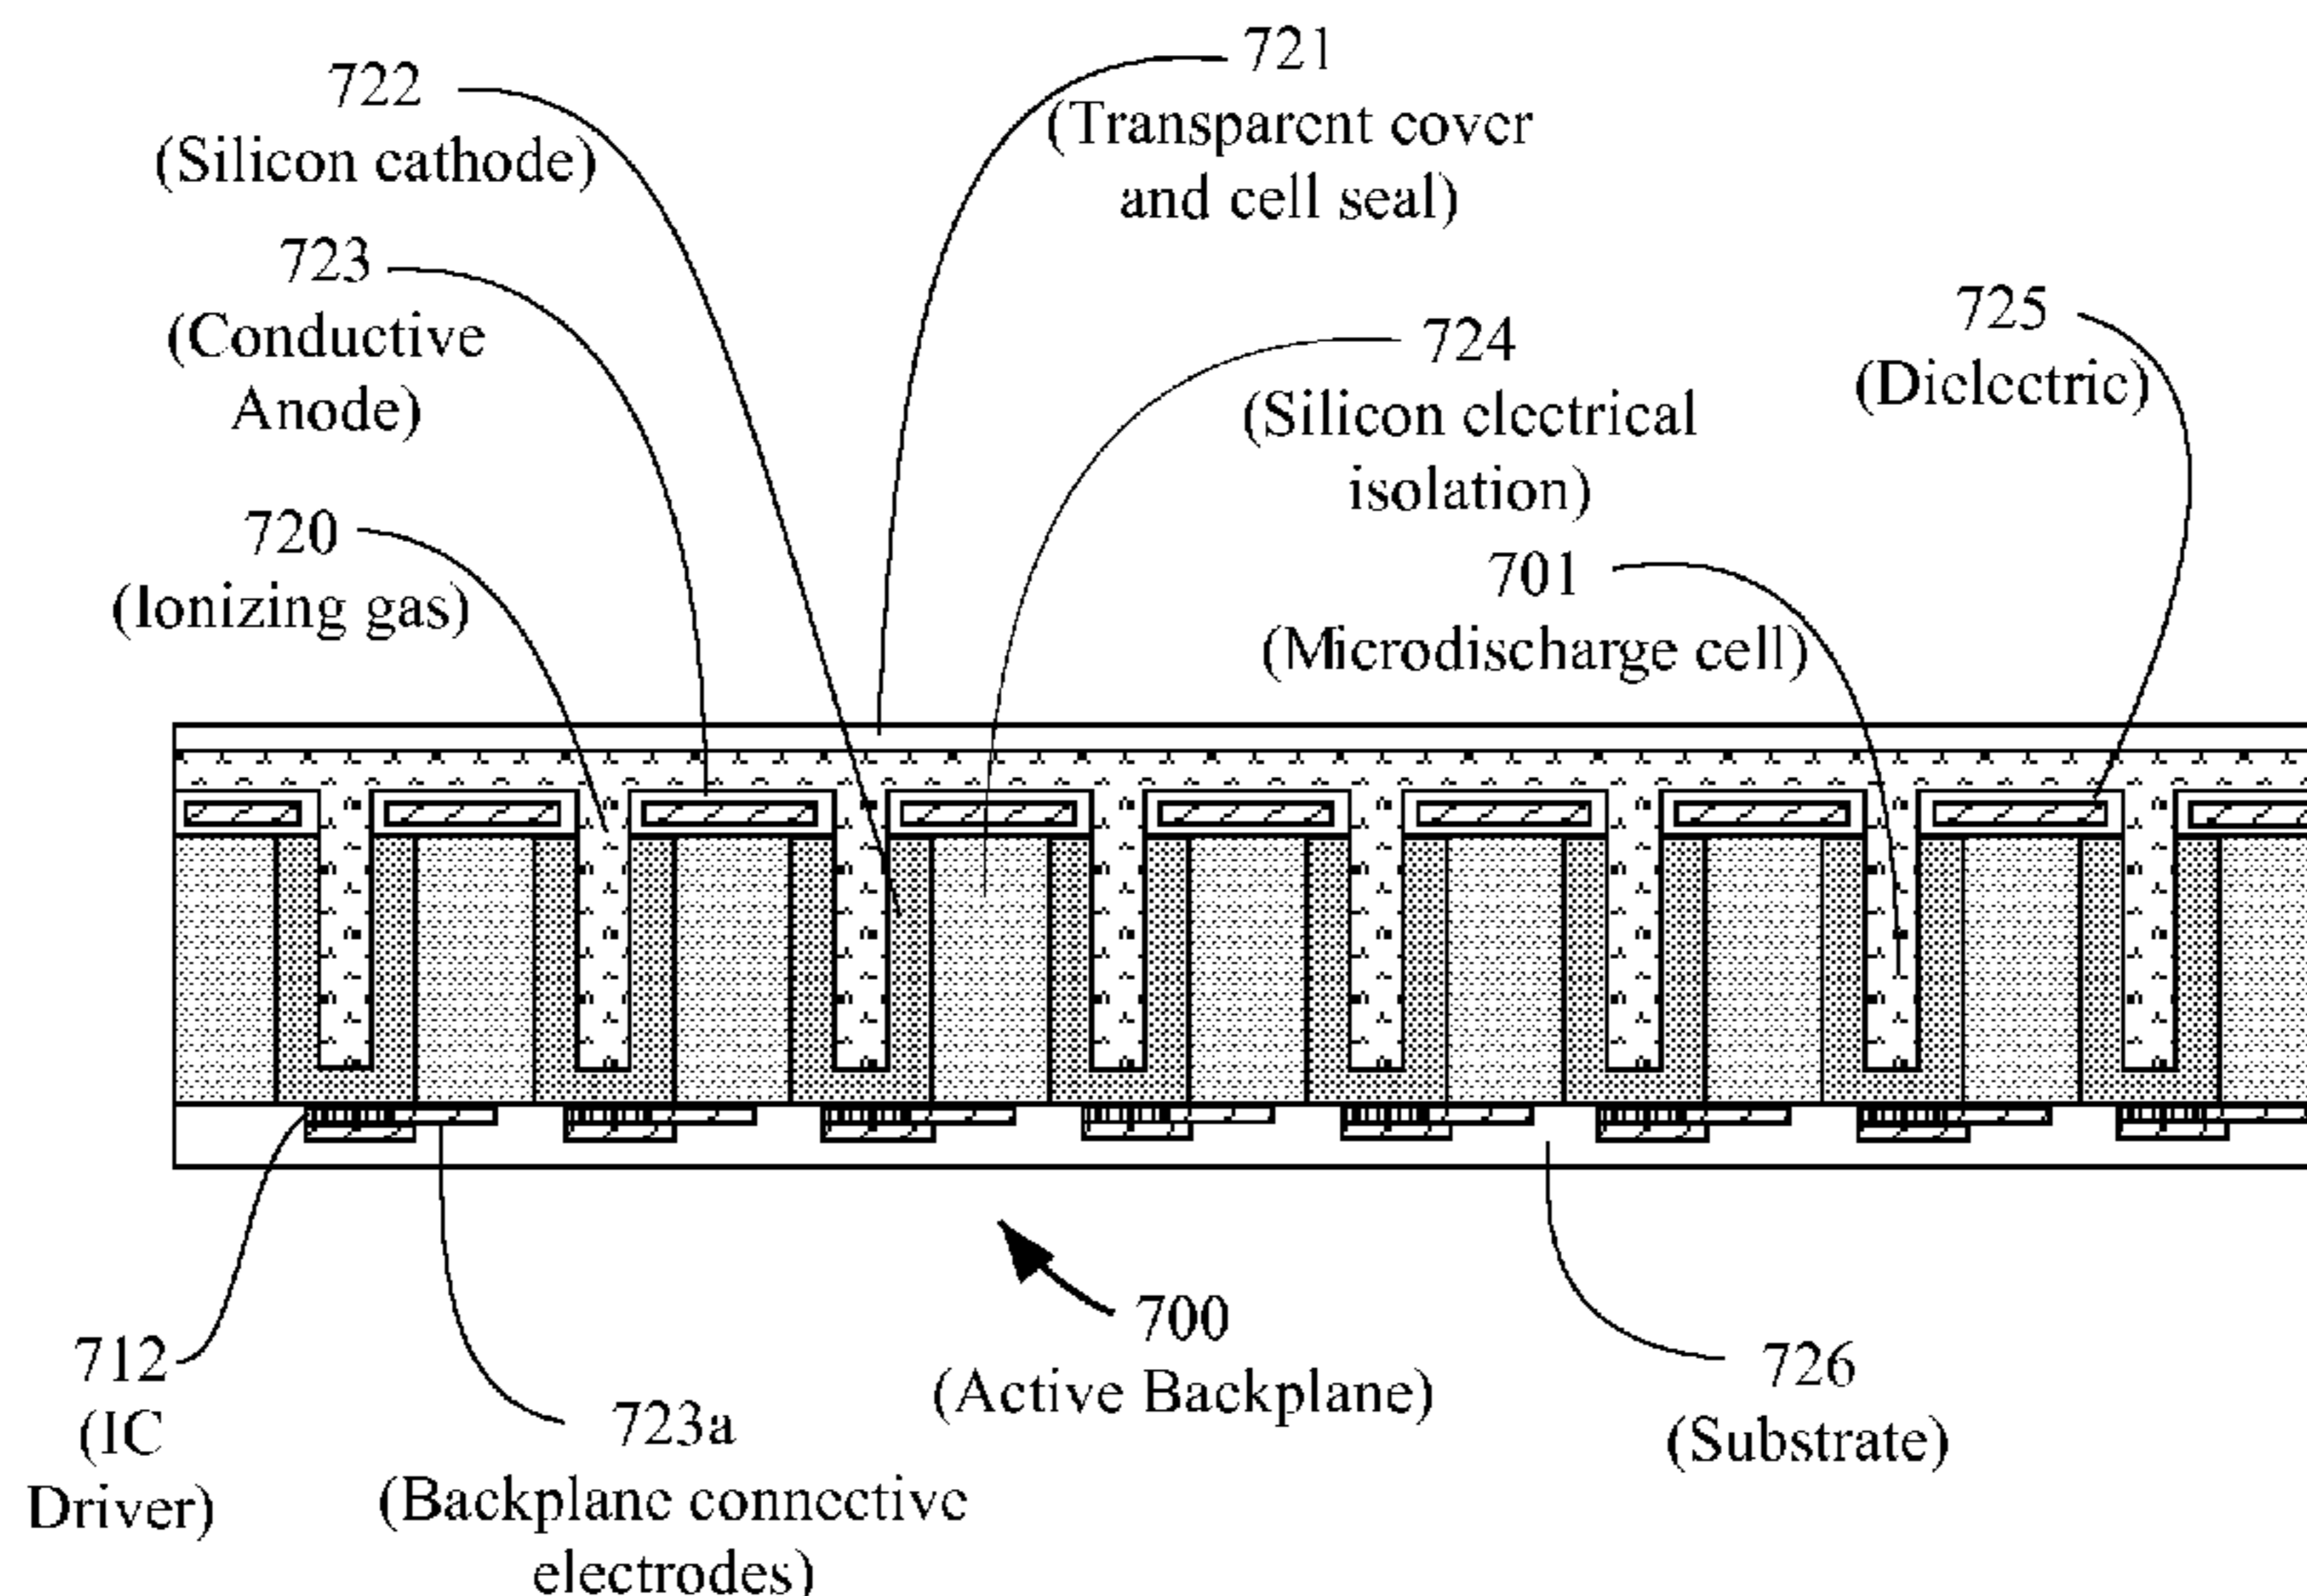 721
(Transparent cover
and cell seal)
722
(Silicon cathode)
723
(Conductive
Anode)
724
(Silicon electrical
isolation)
725
(Dielectric)
720
(Ionizing gas)
701
(Microdischarge cell)
712
(IC
Driver)
723a
(Backplane connective
electrodes)
700
(Active Backplane)
726
(Substrate)